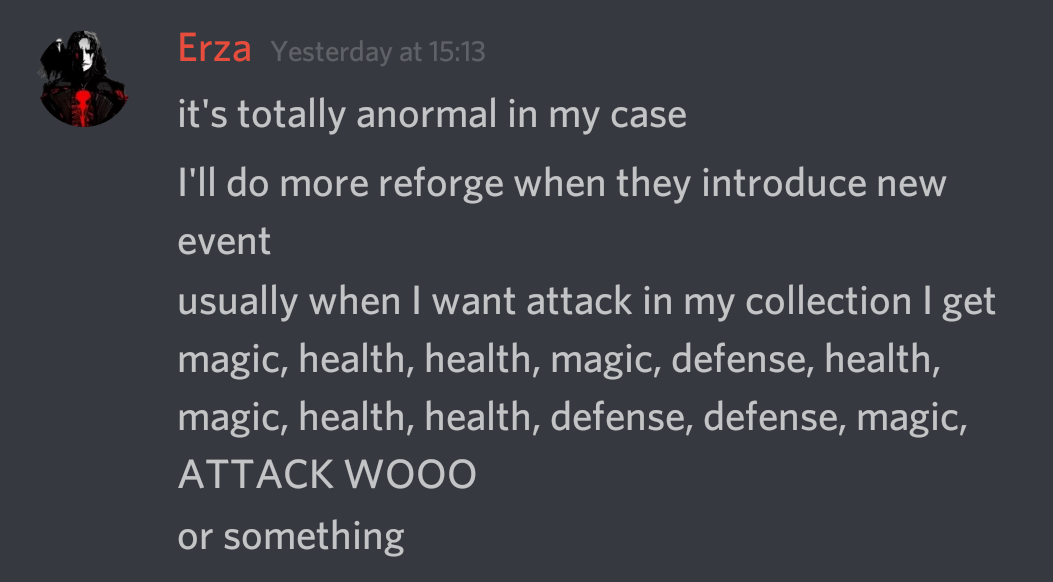 Erza Yesterday at 15:13
it's totally anormal in my case
I'll do more reforge when they introduce new
event
usually when I want attack in my collection I get
magic, health, health, magic, defense, health,
magic, health, health, defense, defense, magic,
ATTACK WOOO
or something